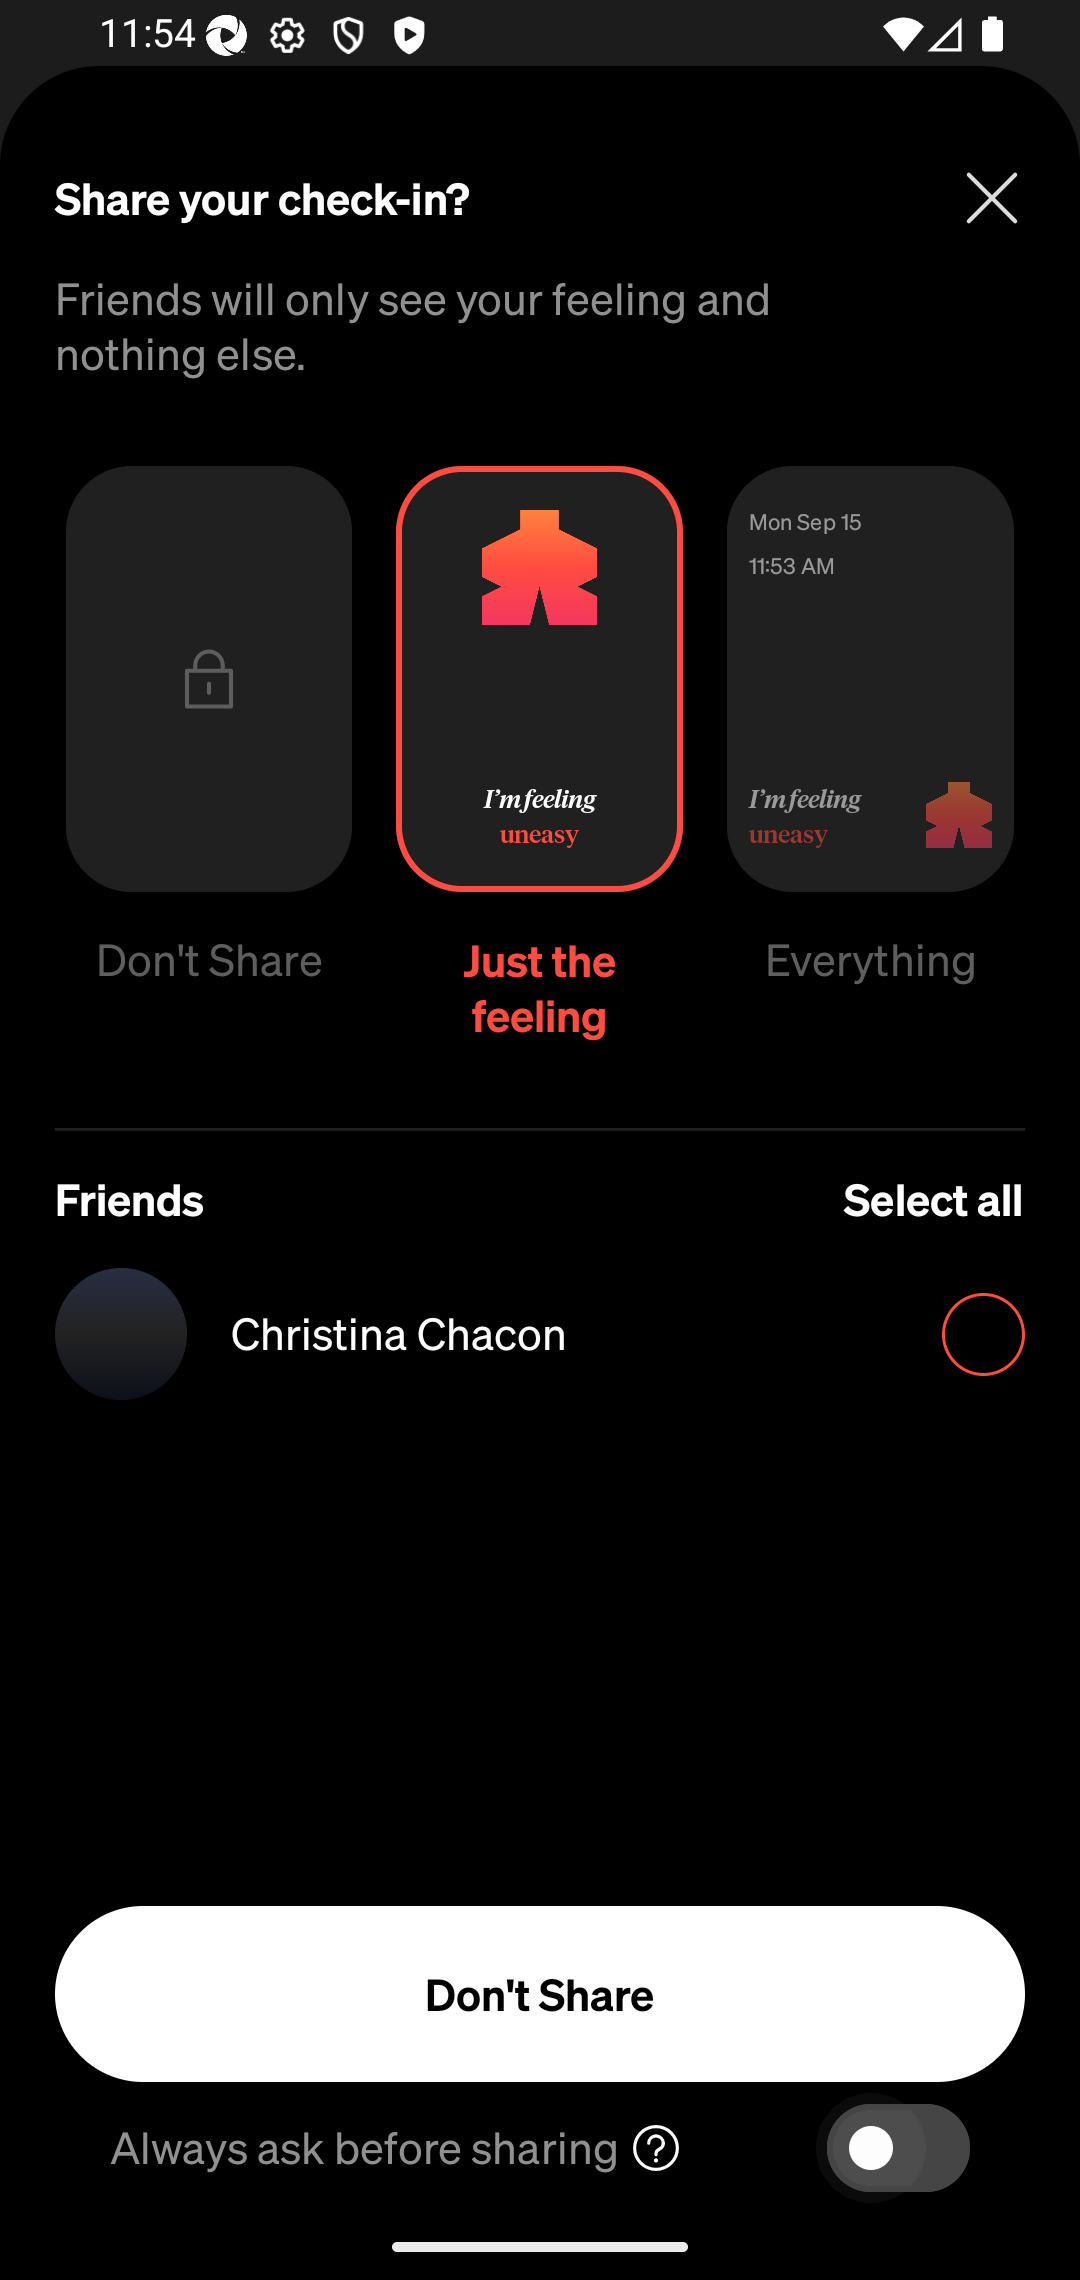 11:54
Share your check-in?
Friends will only see your feeling and
nothing else.
I'm feeling
uneasy
Mon Sep 15
11:53 AM
I'm feeling
uneasy
Don't Share
Just the
feeling
Everything
Friends
Select all
Christina Chacon
Don't Share
Always ask before sharing